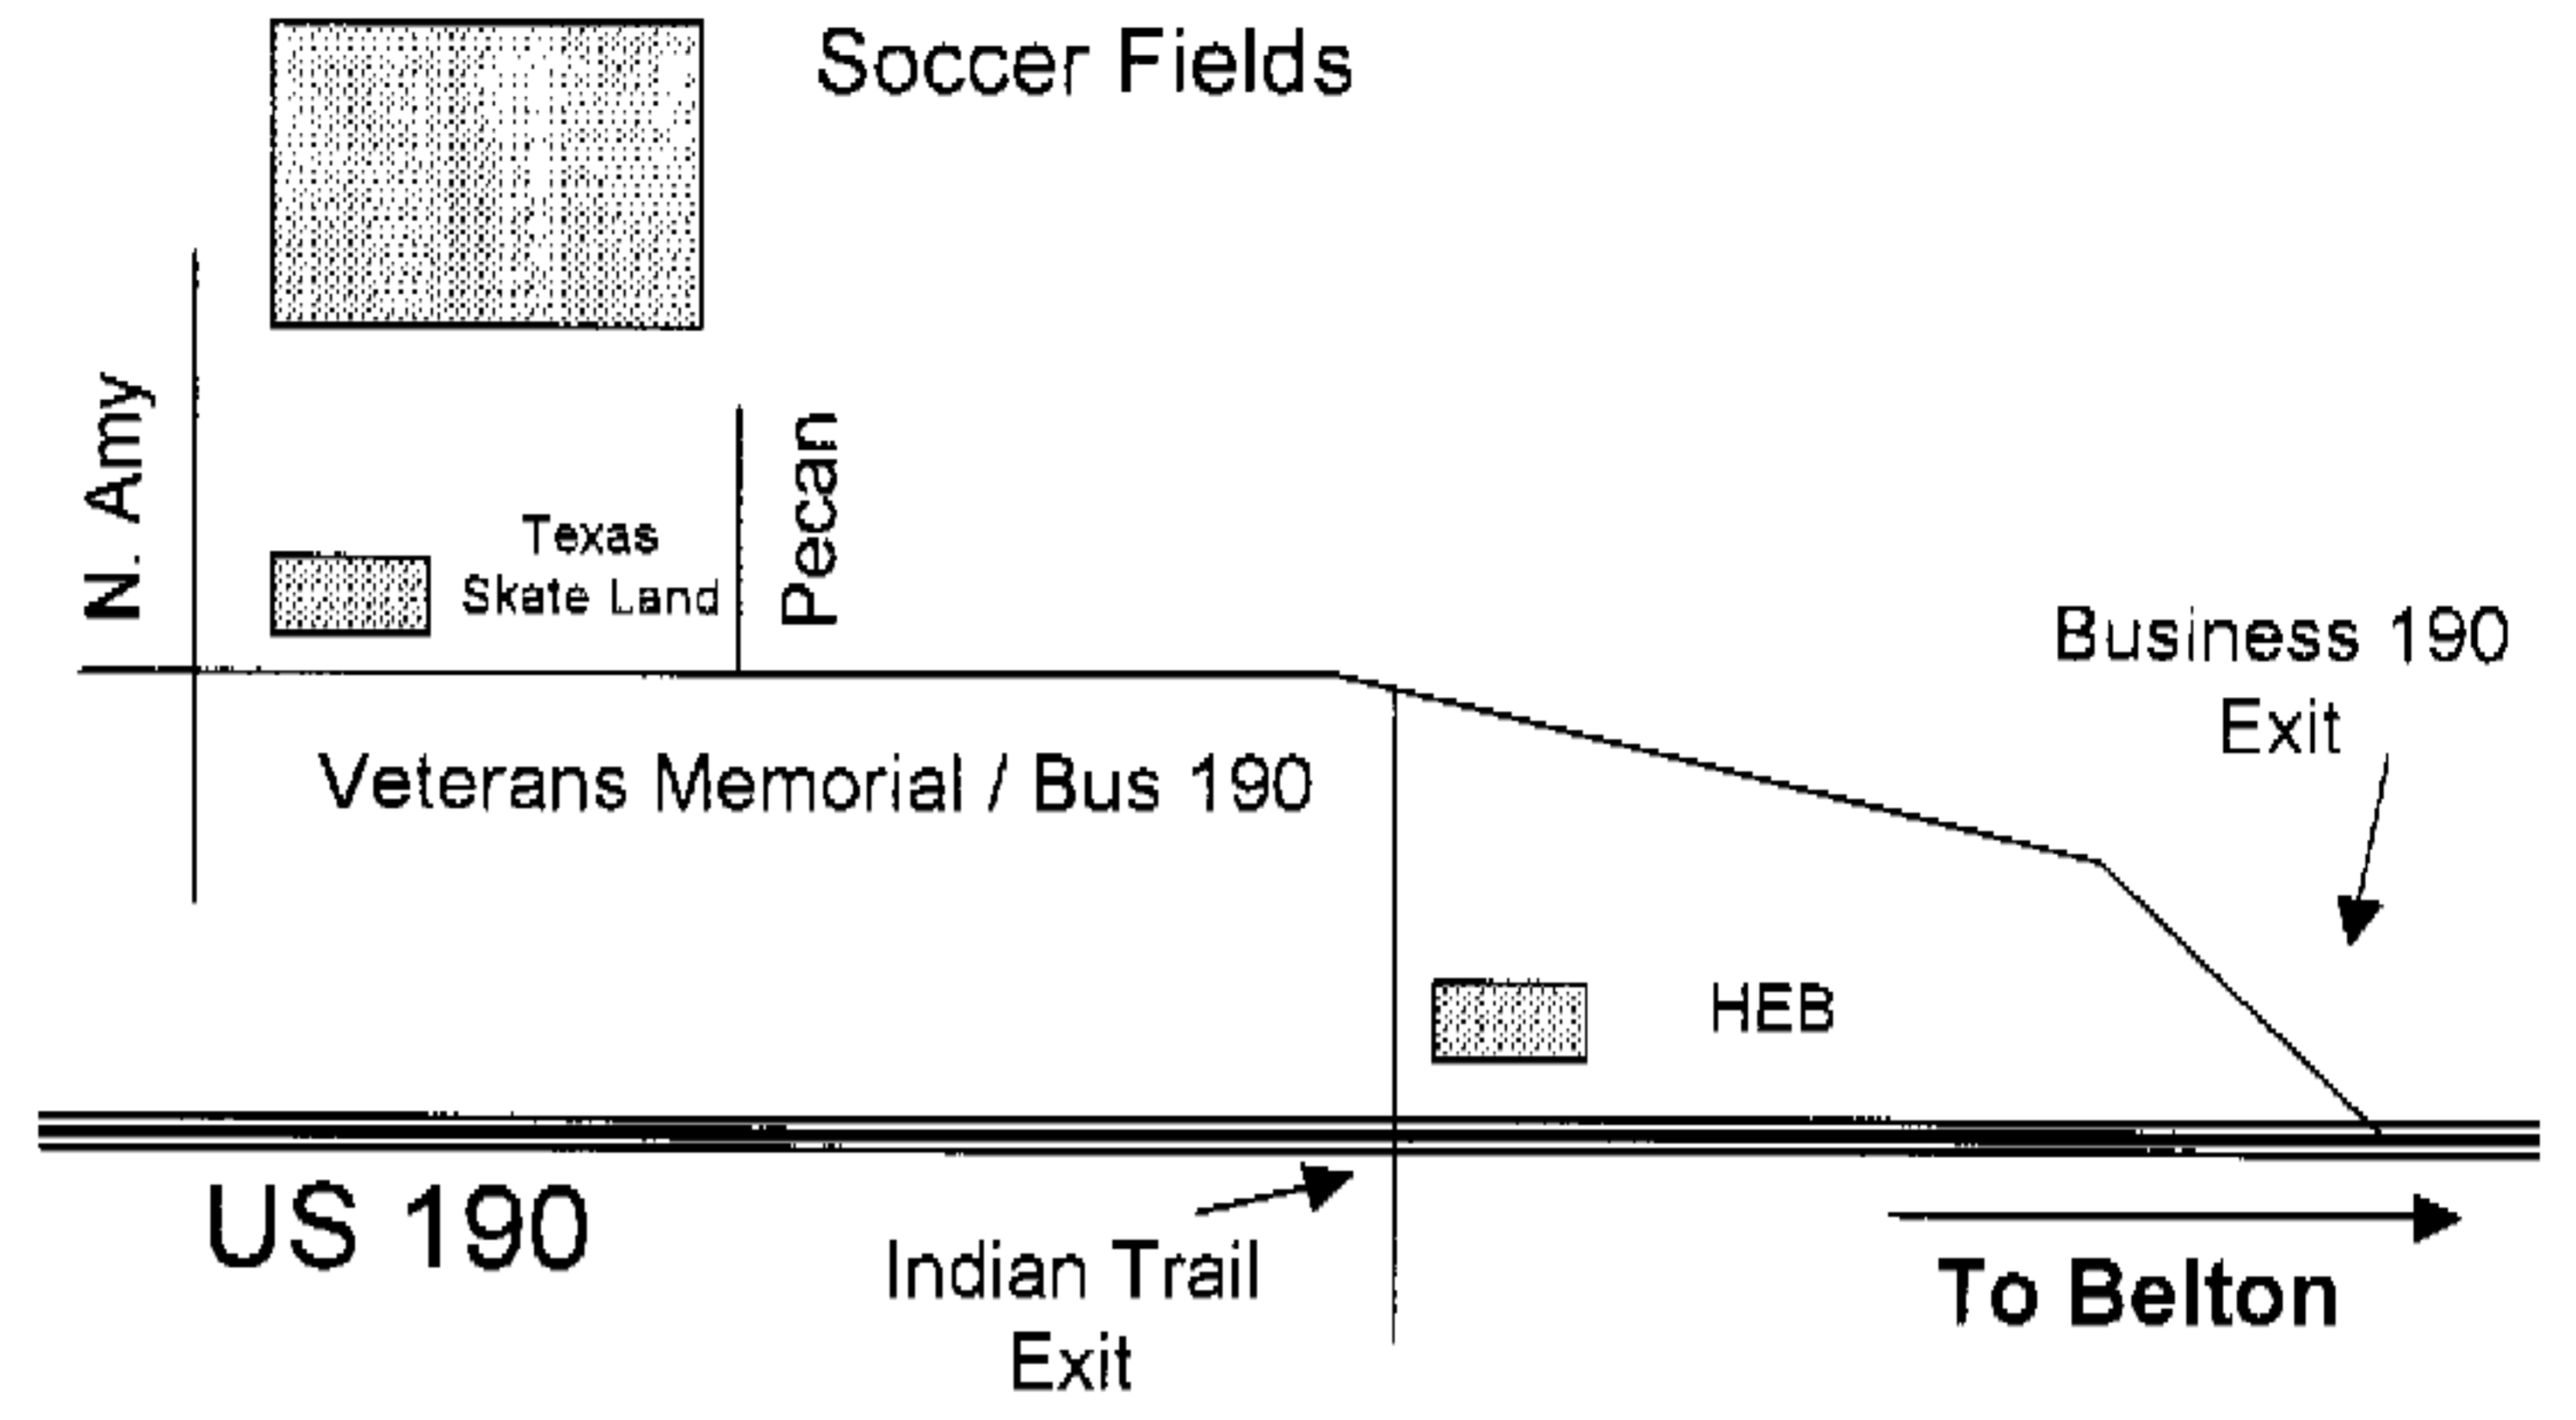 Soccer Fields
N. Amy
Texas
Skate Land
Pecan
Business 190
Exit
Veterans Memorial / Bus 190
HEB
US 190
Indian Trail
Exit
To Belton